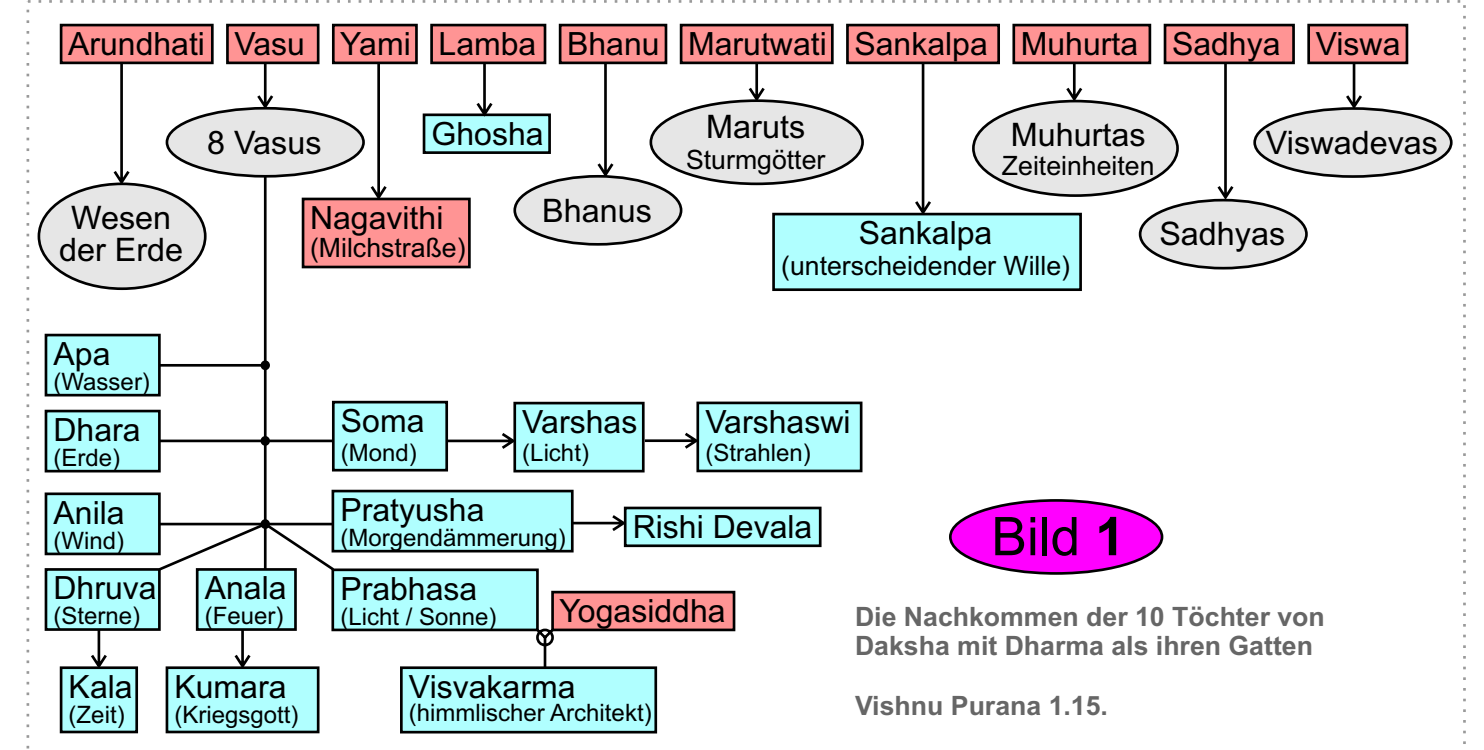 Arundhati
Vasu
Yami
Lamba
Bhanu
Marutwati
Sankalpa
Muhurta
Sadhya
Viswa
Wesen
der Erde
8 Vasus
Nagavithi
(Milchstraße)
Ghosha
Bhanus
Maruts
Sturmgötter
Sankalpa
(unterscheidender Wille)
Muhurtas
Zeiteinheiten
Sadhyas
Viswadevas
Apa
(Wasser)
Dhara
(Erde)
Soma
(Mond)
Varshas
(Licht)
Varshaswi
(Strahlen)
Anila
(Wind)
Pratyusha
(Morgendämmerung)
Rishi Devala
Dhruva
(Sterne)
Anala
(Feuer)
Prabhasa
(Licht / Sonne)
Yogasiddha
Kala
(Zeit)
Kumara
(Kriegsgott)
Visvakarma
(himmlischer Architekt)
Bild 1
Die Nachkommen der 10 Töchter von
Daksha mit Dharma als ihren Gatten
Vishnu Purana 1.15.